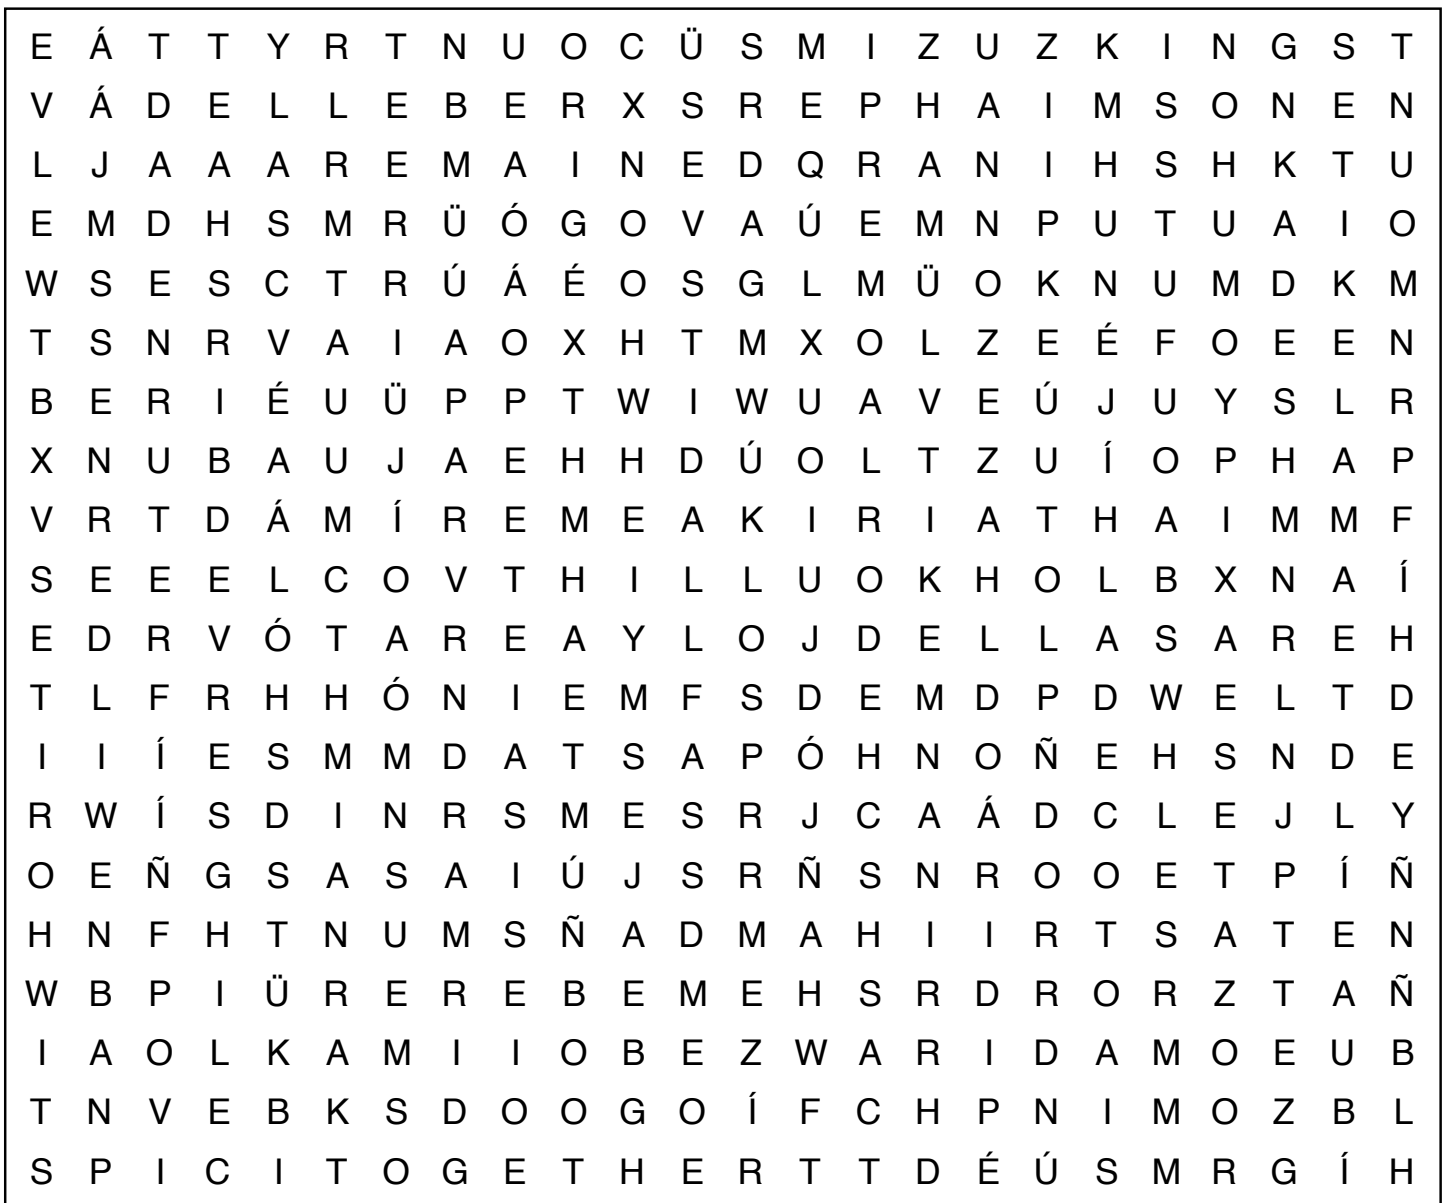 E Á T T Y R T N U O C Ü S M I Z U Z K I N G S T
V Á D E L L E B E R X S R E P H A I M S O N E N
L J A A A R E M A I N E D Q R A N I H S H K T U
E M D H S M R Ü Ó G O V A Ú E M N P U T U A I O
W S E S C T R Ú Á É O S G L M Ü O K N U M D K M
T S N R V A I A O X H T M X O L Z E É F O E E N
B E R I É U Ü P P T W I W U A V E Ú J U Y S L R
X N U B A U J A E H H D Ú O L T Z U Í O P H A P
V R T D Á M Í R E M E A K I R I A T H A I M M F
S E E E L C O V T H I L L U O K H O L B X N A Í
E D R V Ó T A R E A Y L O J D E L L A S A R E H
T L F R H H Ó N I E M F S D E M D P D W E L T D
I I Í E S M M D A T S A P Ó H N O Ñ E H S N D E
R W Í S D I N R S M E S R J C A Á D C L E J L Y
O E Ñ G S A S A I Ú J S R Ñ S N R O O E T P Í Ñ
H N F H T N U M S Ñ A D M A H I I R T S A T E N
W B P I Ü R E R E B E M E H S R D R O R Z T A Ñ
I A O L K A M I I O B E Z W A R I D A M O E U B
T N V E B K S D O O G O Í F C H P N I M O Z B L
S P I C I T O G E T H E R T T D É Ú S M R G Í H